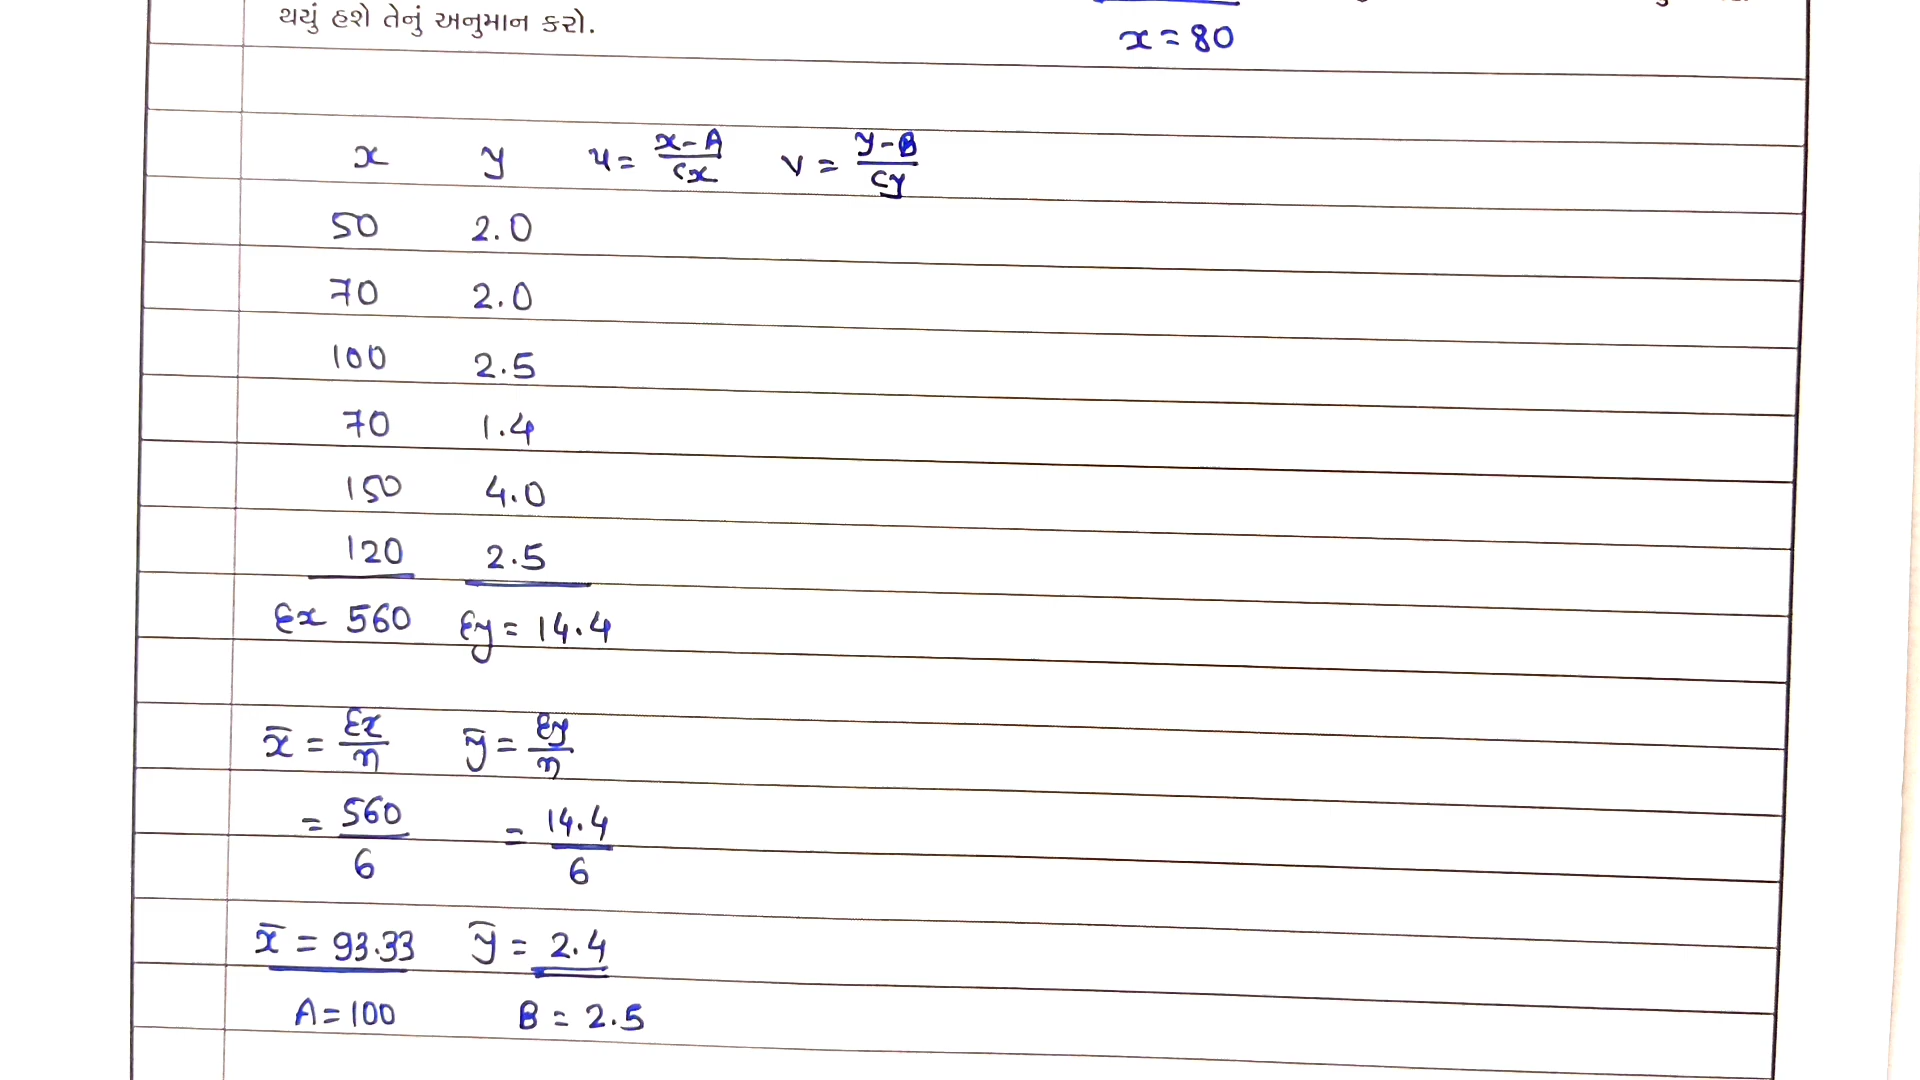 થયું હશે તેનું અનુમાન કરો.
x = 80
x y u = x-A / cx v = y-B / cy
50 2.0
70 2.0
100 2.5
70 1.4
150 4.0
120 2.5
Σx 560 Σy = 14.4
x̄ = Σx / n ȳ = Σy / n
= 560 / 6 = 14.4 / 6
x̄ = 93.33 ȳ = 2.4
A = 100 B = 2.5